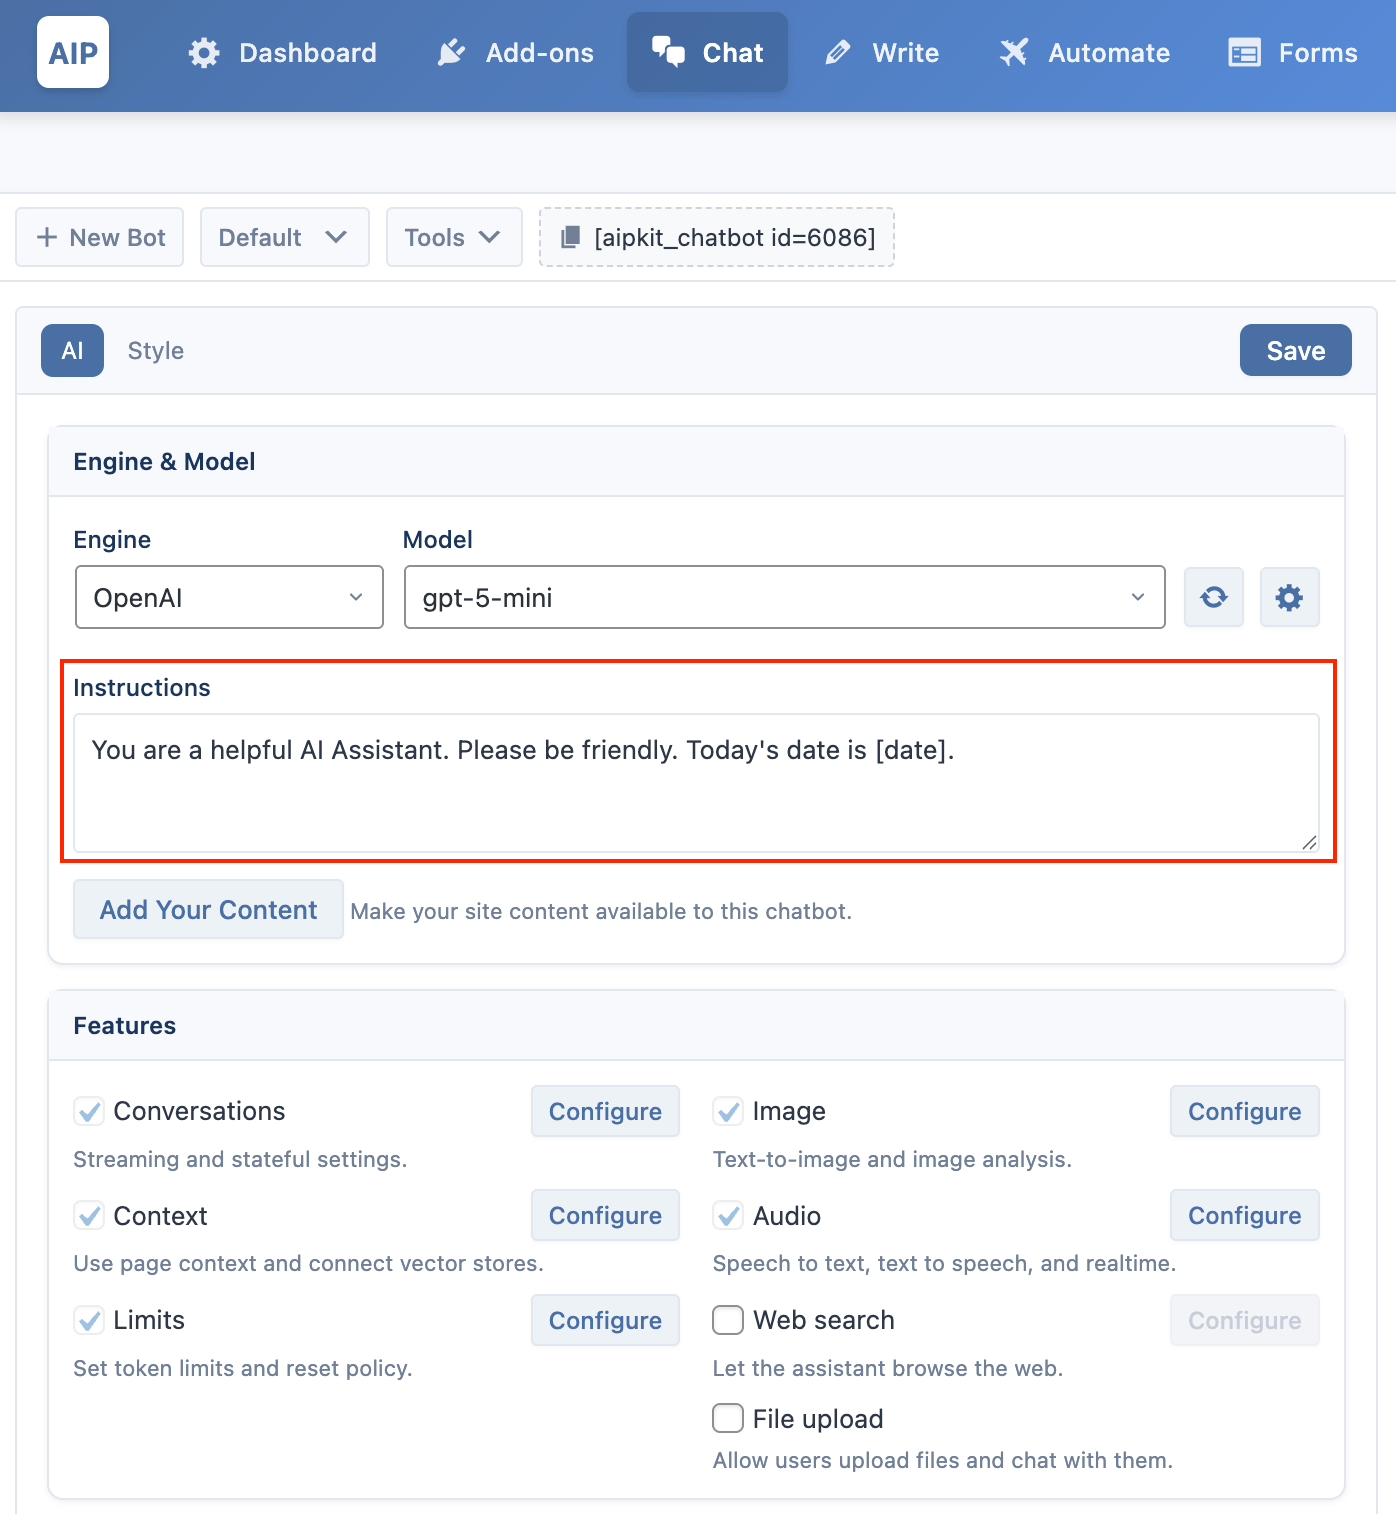 AIP Dashboard Add-ons Chat Write Automate Forms
+ New Bot Default Tools [aipkit_chatbot id=6086]
AI Style Save
Engine & Model
Engine Model
OpenAI gpt-5-mini
Instructions
You are a helpful AI Assistant. Please be friendly. Today's date is [date].
Add Your Content Make your site content available to this chatbot.
Features
Conversations Configure Image Configure
Streaming and stateful settings. Text-to-image and image analysis.
Context Configure Audio Configure
Use page context and connect vector stores. Speech to text, text to speech, and realtime.
Limits Configure Web search Configure
Set token limits and reset policy. Let the assistant browse the web.
File upload
Allow users upload files and chat with them.